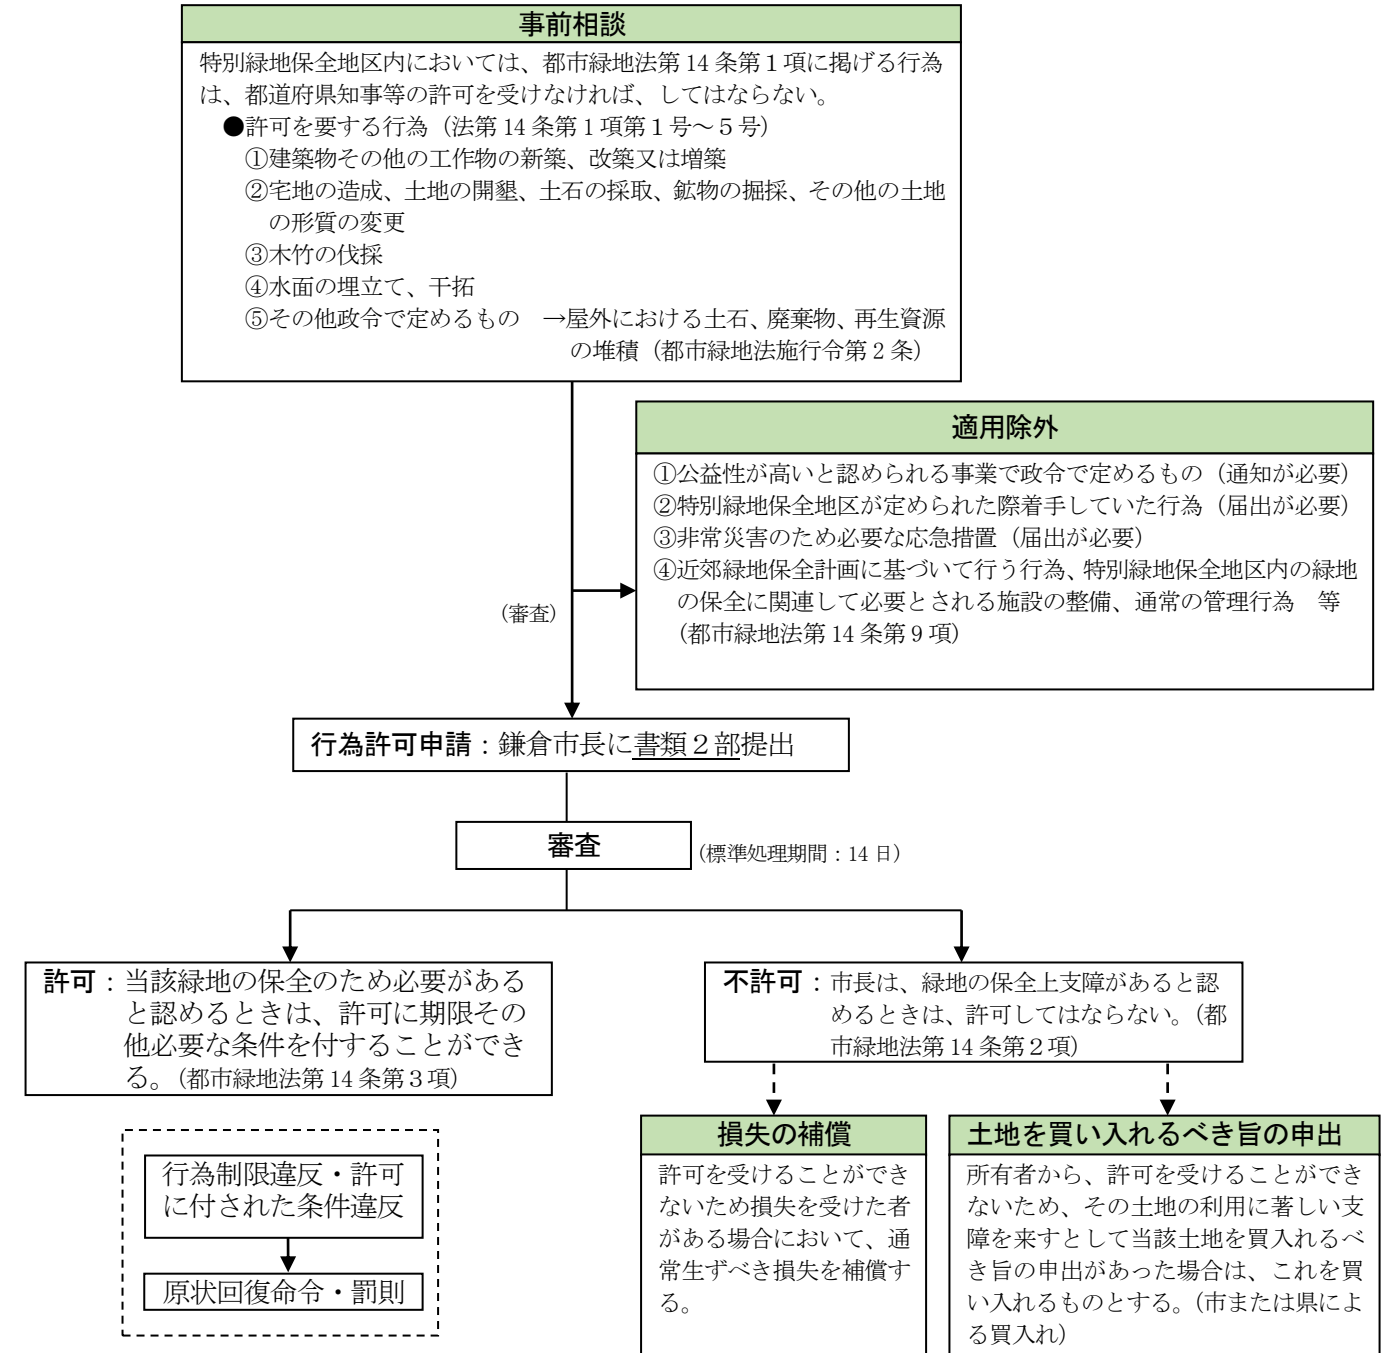 事前相談
特別緑地保全地区内においては、都市緑地法第14条第1項に掲げる行為
は、都道府県知事等の許可を受けなければ、してはならない。
●許可を要する行為（法第14条第1項第1号～5号）
①建築物その他の工作物の新築、改築又は増築
②宅地の造成、土地の開墾、土石の採取、鉱物の掘採、その他の土地
の形質の変更
③木竹の伐採
④水面の埋立て、干拓
⑤その他政令で定めるもの　→屋外における土石、廃棄物、再生資源
の堆積（都市緑地法施行令第2条）
適用除外
①公益性が高いと認められる事業で政令で定めるもの（通知が必要）
②特別緑地保全地区が定められた際着手していた行為（届出が必要）
③非常災害のため必要な応急措置（届出が必要）
④近郊緑地保全計画に基づいて行う行為、特別緑地保全地区内の緑地
の保全に関連して必要とされる施設の整備、通常の管理行為　等
（都市緑地法第14条第9項）
（審査）
行為許可申請：鎌倉市長に書類２部提出
審査
（標準処理期間：14日）
許可：当該緑地の保全のため必要がある
と認めるときは、許可に期限その
他必要な条件を付することができ
る。（都市緑地法第14条第3項）
不許可：市長は、緑地の保全上支障があると認
めるときは、許可してはならない。（都
市緑地法第14条第２項）
行為制限違反・許可
に付された条件違反
原状回復命令・罰則
損失の補償
許可を受けることができ
ないため損失を受けた者
がある場合において、通
常生ずべき損失を補償す
る。
土地を買い入れるべき旨の申出
所有者から、許可を受けることができ
ないため、その土地の利用に著しい支
障を来すとして当該土地を買入れるべ
き旨の申出があった場合は、これを買
い入れるものとする。（市または県によ
る買入れ）